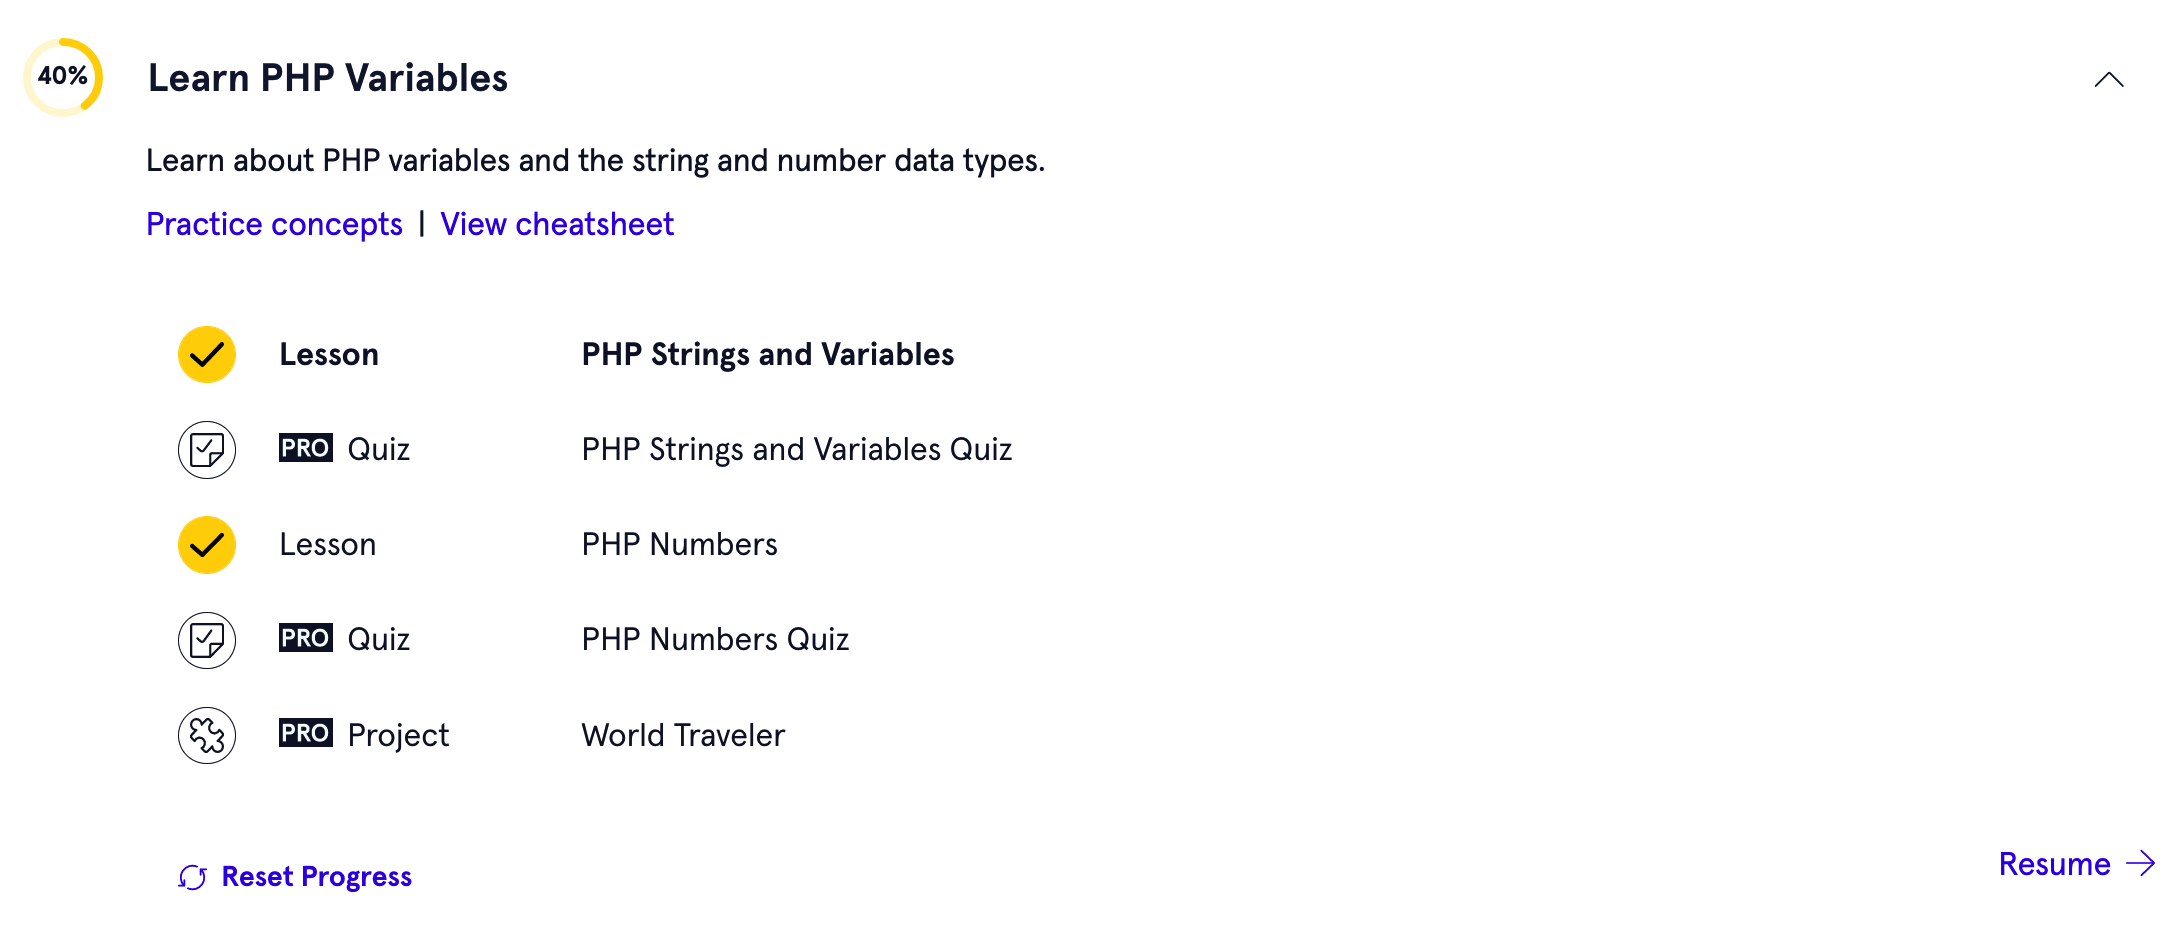 40% Learn PHP Variables
Learn about PHP variables and the string and number data types.
Practice concepts | View cheatsheet
Lesson PHP Strings and Variables
PRO Quiz PHP Strings and Variables Quiz
Lesson PHP Numbers
PRO Quiz PHP Numbers Quiz
PRO Project World Traveler
Reset Progress
Resume